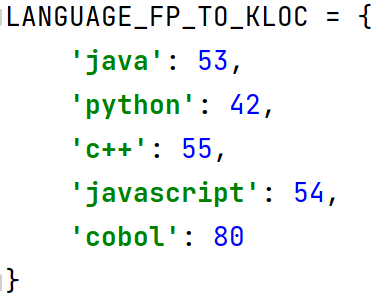 LANGUAGE_FP_TO_KLOC = {
    'java': 53,
    'python': 42,
    'c++': 55,
    'javascript': 54,
    'cobol': 80
}